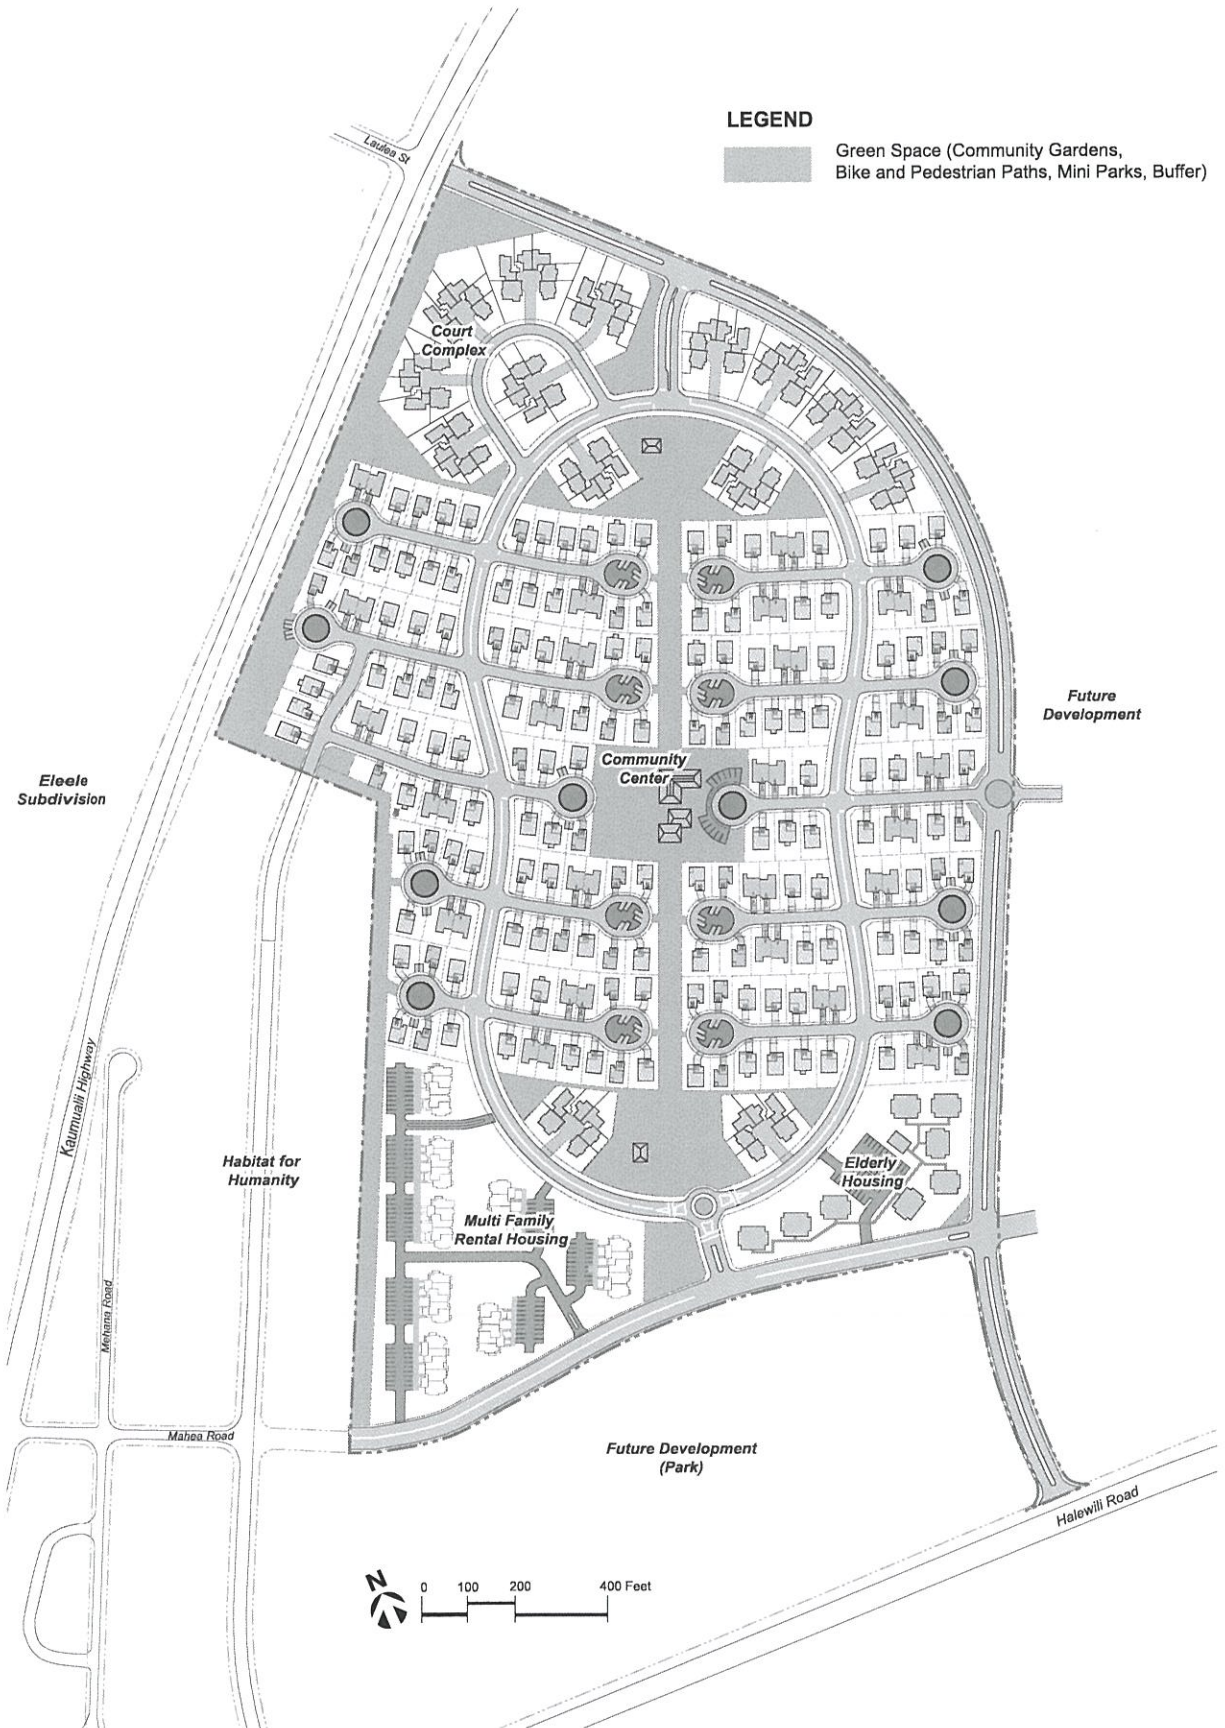 LEGEND
Green Space (Community Gardens,
Bike and Pedestrian Paths, Mini Parks, Buffer)
Laulea St
Court
Complex
Future
Development
Community
Center
Eleele
Subdivision
Kaumualii Highway
Habitat for
Humanity
Elderly
Housing
Multi Family
Rental Housing
Mehana Road
Mahea Road
Future Development
(Park)
Halewili Road
N
0 100 200 400 Feet